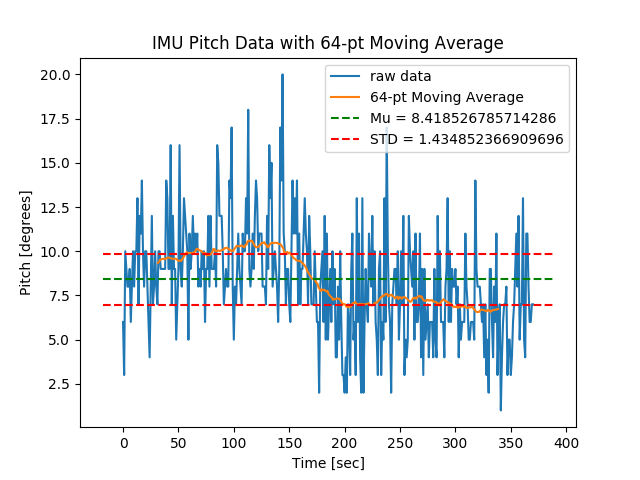 IMU Pitch Data with 64-pt Moving Average
raw data
64-pt Moving Average
Mu = 8.418526785714286
STD = 1.434852366909696
20.0
17.5
15.0
12.5
10.0
7.5
5.0
2.5
Pitch [degrees]
0 50 100 150 200 250 300 350 400
Time [sec]